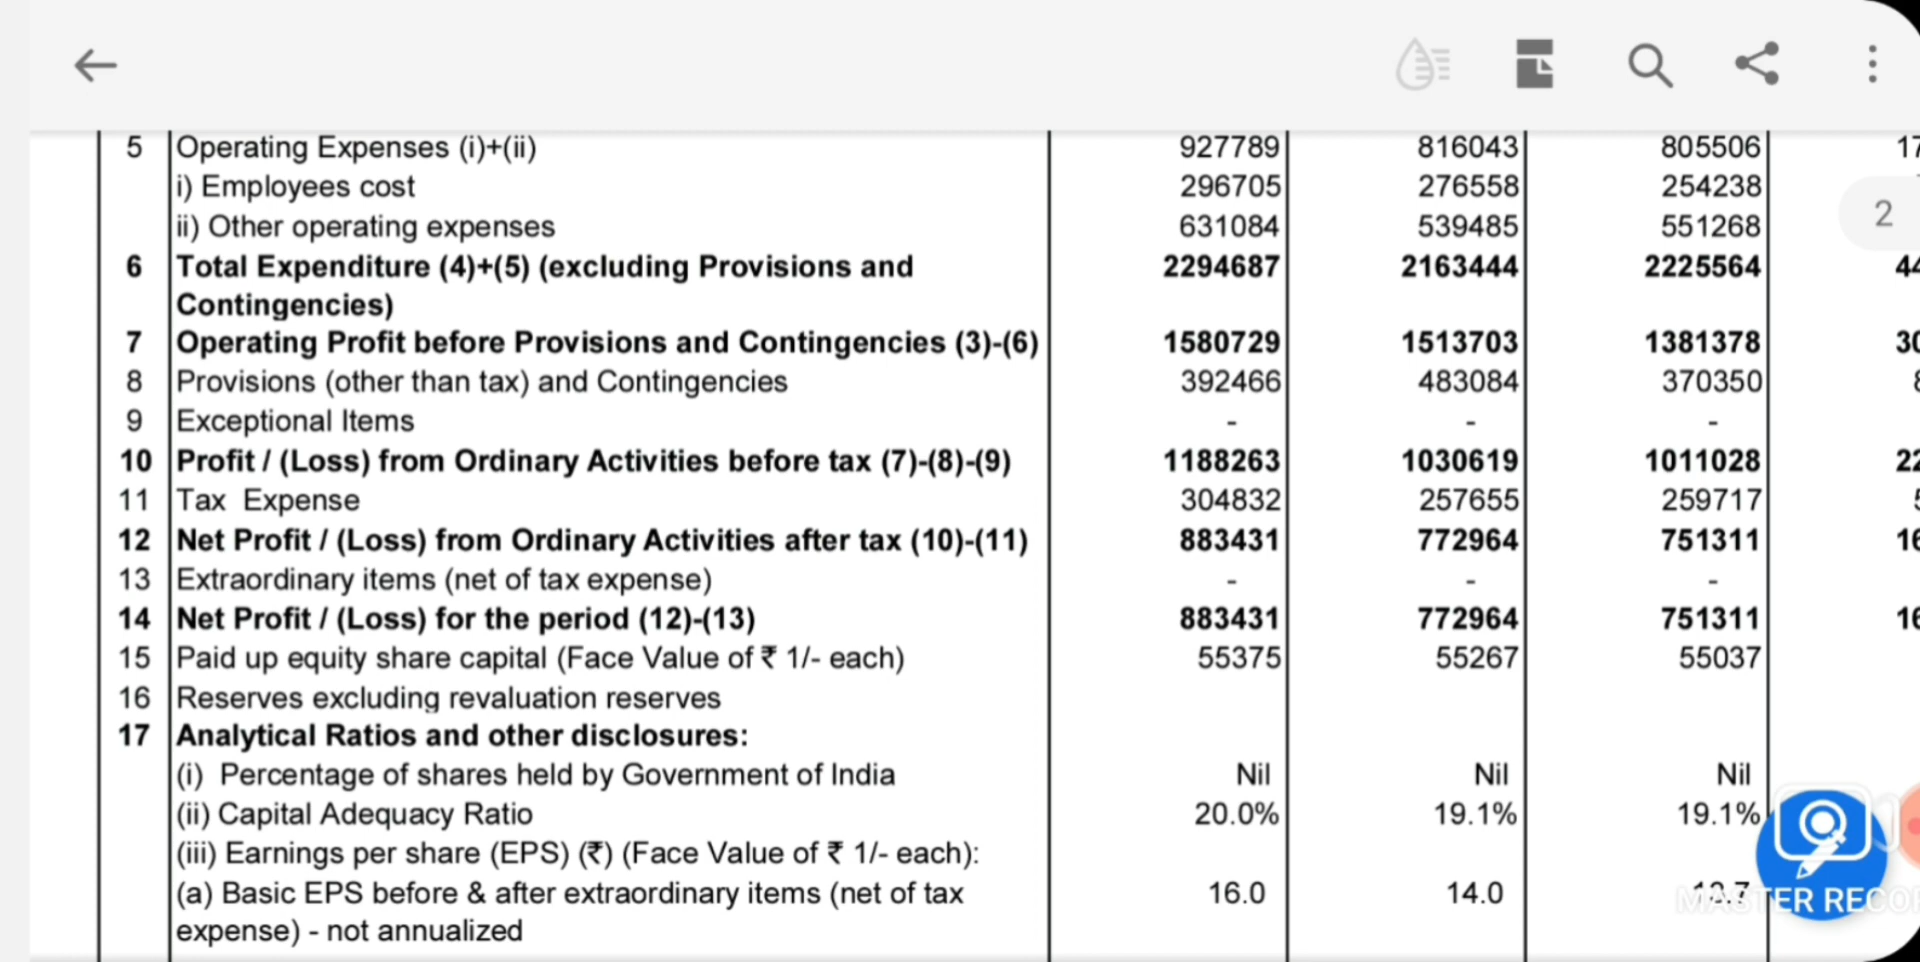 5 Operating Expenses (i)+(ii) 927789 816043 805506 17
i) Employees cost 296705 276558 254238
ii) Other operating expenses 631084 539485 551268
2
6 Total Expenditure (4)+(5) (excluding Provisions and 2294687 2163444 2225564 44
Contingencies)
7 Operating Profit before Provisions and Contingencies (3)-(6) 1580729 1513703 1381378 30
8 Provisions (other than tax) and Contingencies 392466 483084 370350
9 Exceptional Items - - -
10 Profit / (Loss) from Ordinary Activities before tax (7)-(8)-(9) 1188263 1030619 1011028 22
11 Tax Expense 304832 257655 259717
12 Net Profit / (Loss) from Ordinary Activities after tax (10)-(11) 883431 772964 751311 16
13 Extraordinary items (net of tax expense) - - -
14 Net Profit / (Loss) for the period (12)-(13) 883431 772964 751311 16
15 Paid up equity share capital (Face Value of ₹ 1/- each) 55375 55267 55037
16 Reserves excluding revaluation reserves
17 Analytical Ratios and other disclosures:
(i) Percentage of shares held by Government of India Nil Nil Nil
(ii) Capital Adequacy Ratio 20.0% 19.1% 19.1%
(iii) Earnings per share (EPS) (₹) (Face Value of ₹ 1/- each):
(a) Basic EPS before & after extraordinary items (net of tax 16.0 14.0
expense) - not annualized
MASTER RECOR